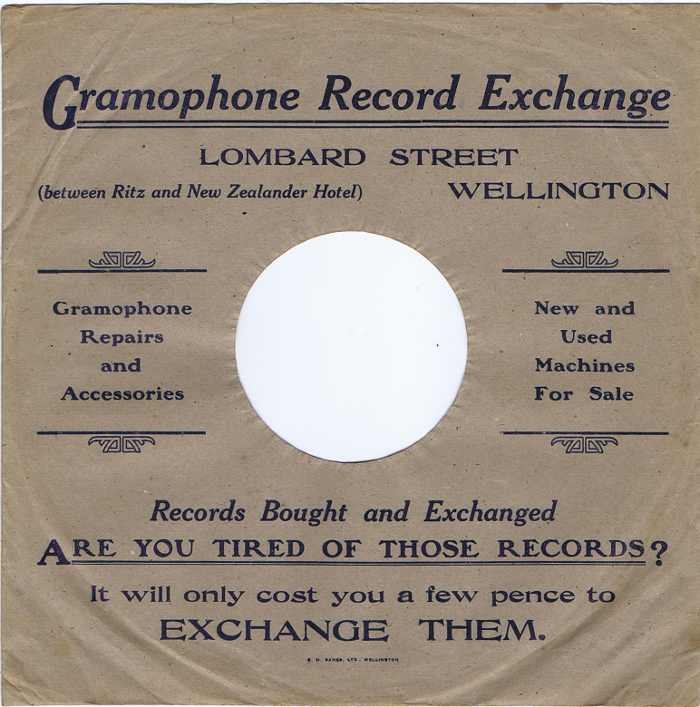 Gramophone Record Exchange
LOMBARD STREET
(between Ritz and New Zealander Hotel) WELLINGTON
Gramophone
Repairs
and
Accessories
New and
Used
Machines
For Sale
Records Bought and Exchanged
ARE YOU TIRED OF THOSE RECORDS?
It will only cost you a few pence to
EXCHANGE THEM.
LTD., WELLINGTON